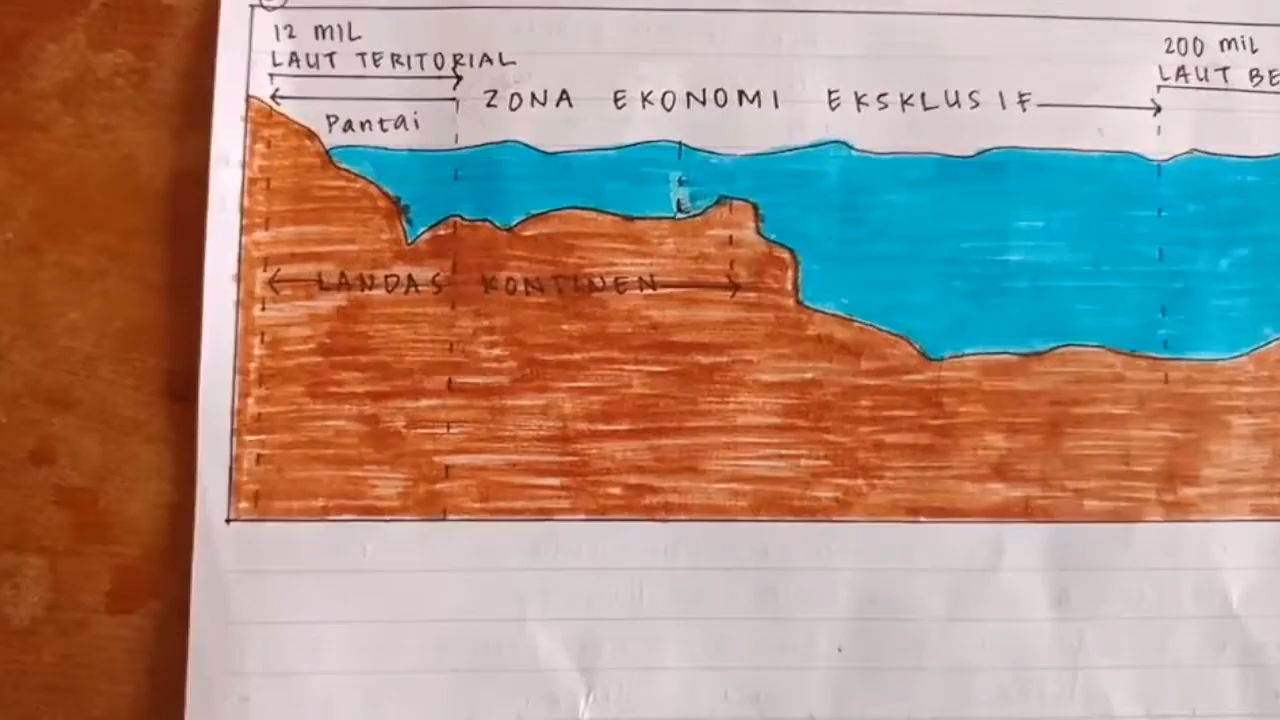 12 MIL
LAUT TERITORIAL
200 mil
LAUT BE
ZONA EKONOMI EKSKLUSIF
Pantai
LANDAS KONTINEN